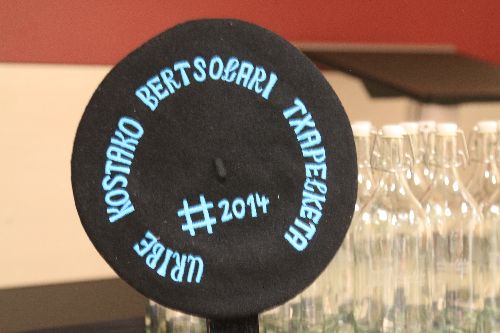 URIBE KOSTAKO BERTSOLARI TXAPELKETA
#2014